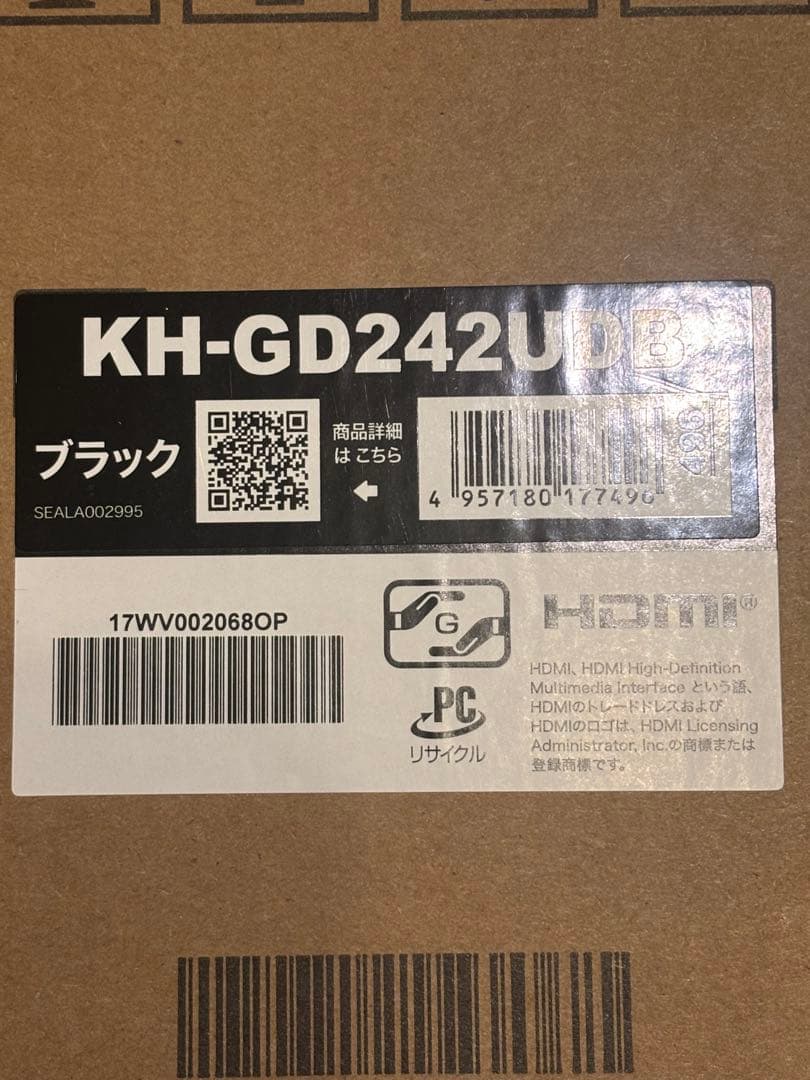 KH-GD242UDB
ブラック
商品詳細
は こちら
SEALA002995
4 957180 177496
496
17WV002068OP
G
HDMI®
PC
リサイクル
HDMI、HDMI High-Definition
Multimedia Interface という語、
HDMIのトレードドレスおよび
HDMIのロゴは、HDMI Licensing
Administrator, Inc.の商標または
登録商標です。